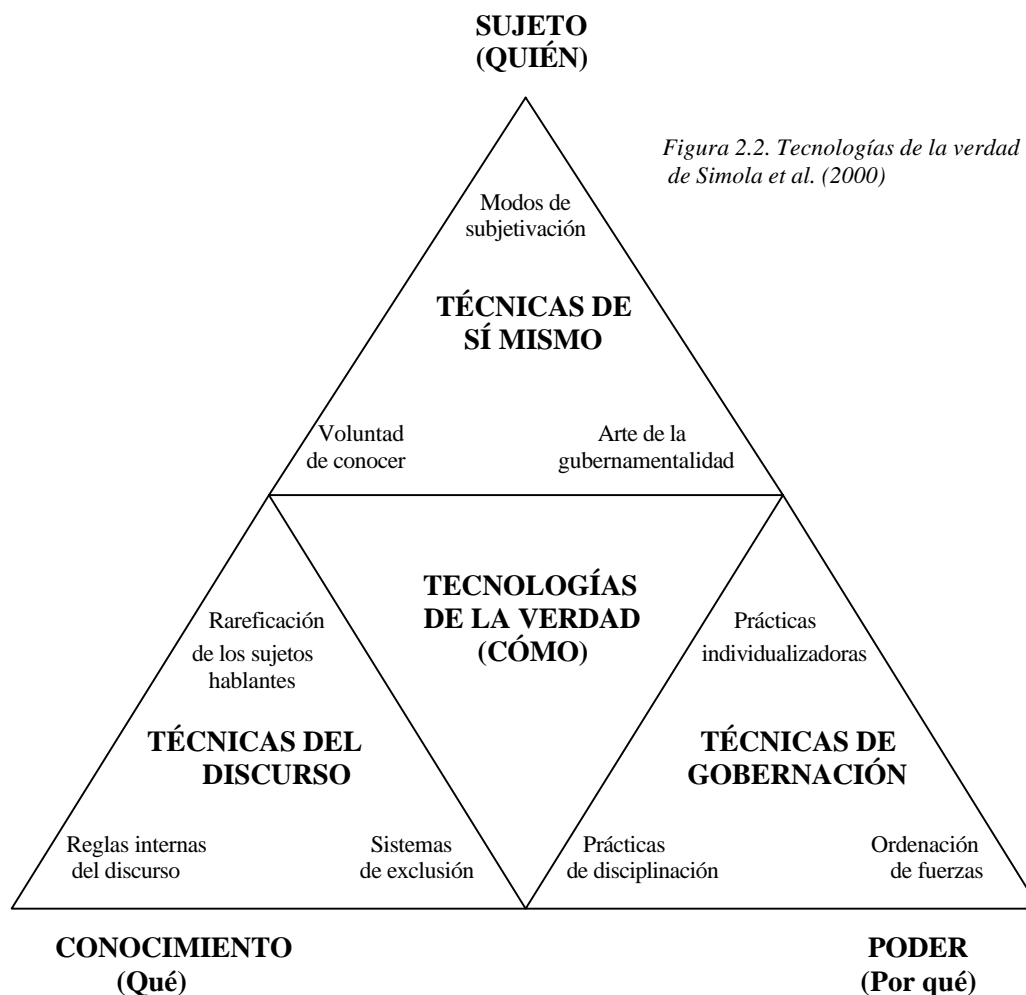 SUJETO
(QUIÉN)
Figura 2.2. Tecnologías de la verdad
de Simola et al. (2000)
Modos de
subjetivación
TÉCNICAS DE
SÍ MISMO
Voluntad
de conocer
Arte de la
gubernamentalidad
TECNOLOGÍAS
DE LA VERDAD
(CÓMO)
Rareficación
de los sujetos
hablantes
Prácticas
individualizadoras
TÉCNICAS DEL
DISCURSO
TÉCNICAS DE
GOBERNACIÓN
Reglas internas
del discurso
Sistemas
de exclusión
Prácticas
de disciplinación
Ordenación
de fuerzas
CONOCIMIENTO
(Qué)
PODER
(Por qué)